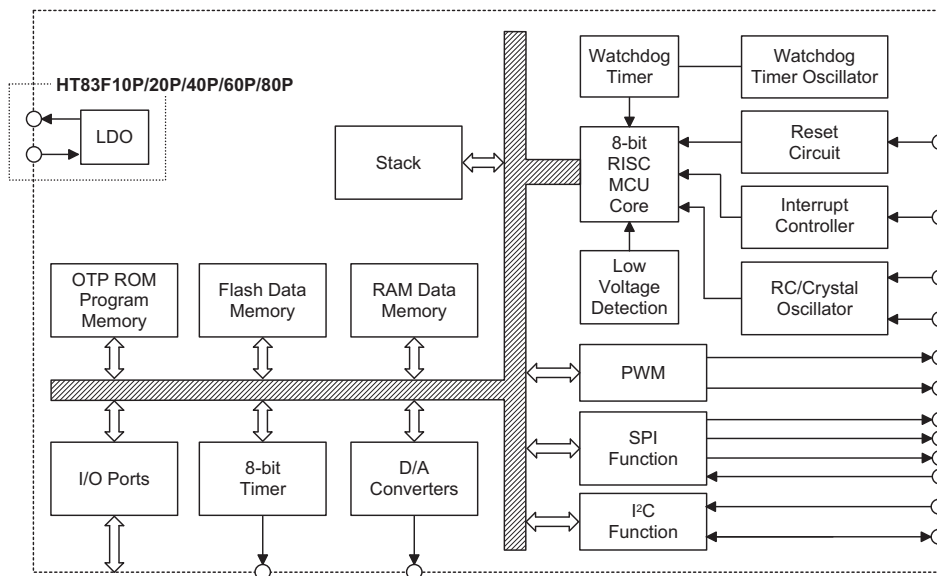 HT83F10P/20P/40P/60P/80P
LDO
Stack
Watchdog
Timer
Watchdog
Timer Oscillator
8-bit
RISC
MCU
Core
Reset
Circuit
Interrupt
Controller
Low
Voltage
Detection
RC/Crystal
Oscillator
OTP ROM
Program
Memory
Flash Data
Memory
RAM Data
Memory
PWM
SPI
Function
I²C
Function
I/O Ports
8-bit
Timer
D/A
Converters